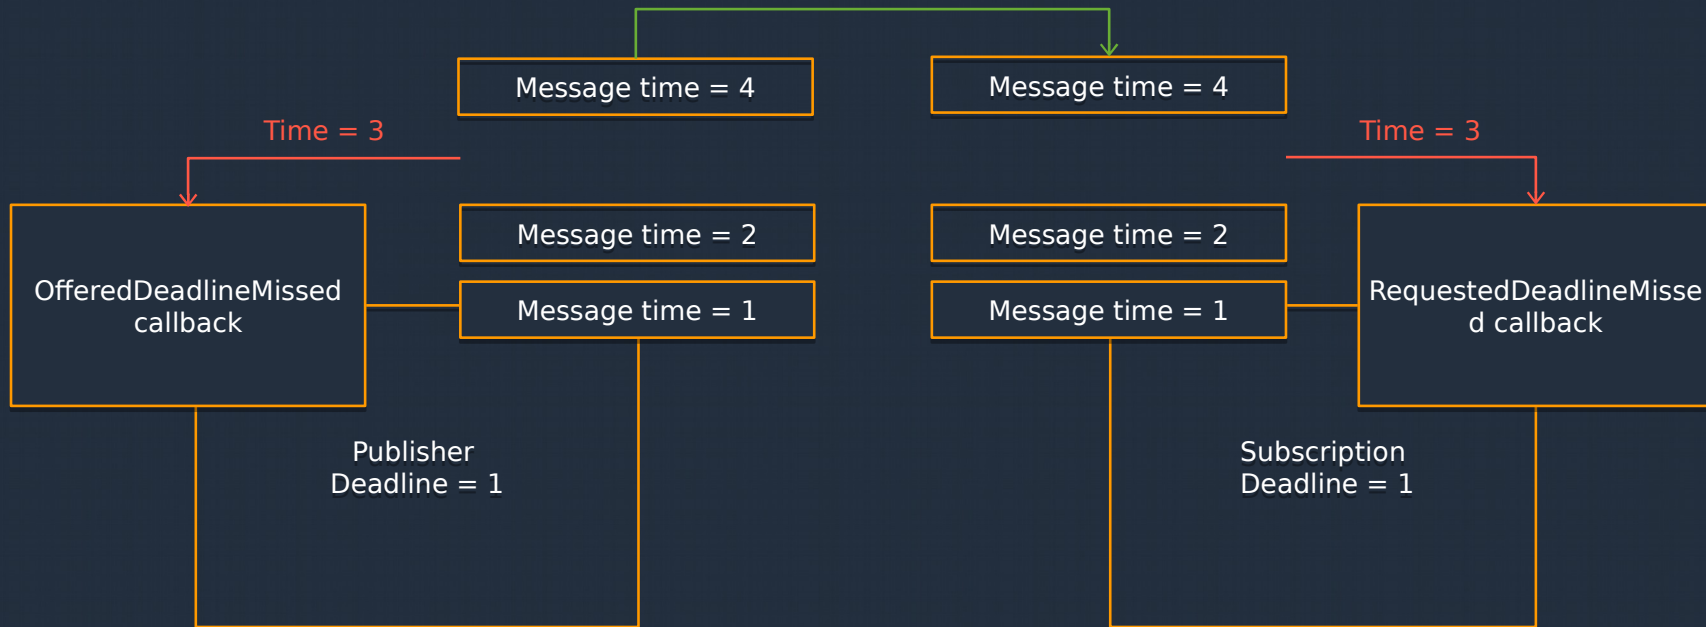 Message time = 4
Message time = 4
Time = 3
Time = 3
Message time = 2
Message time = 2
OfferedDeadlineMissed
callback
Message time = 1
Message time = 1
RequestedDeadlineMisse
d callback
Publisher
Deadline = 1
Subscription
Deadline = 1